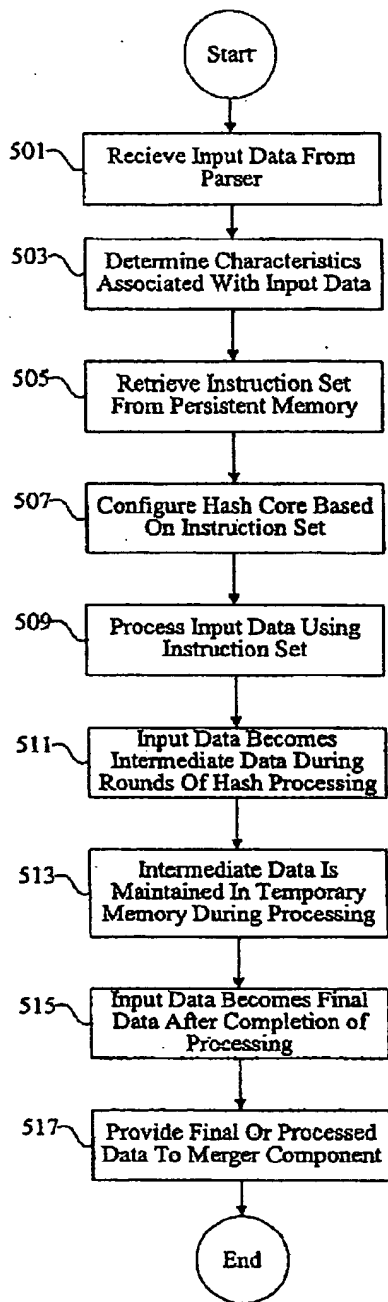 Start
501
Recieve Input Data From
Parser
503
Determine Characteristics
Associated With Input Data
505
Retrieve Instruction Set
From Persistent Memory
507
Configure Hash Core Based
On Instruction Set
509
Process Input Data Using
Instruction Set
511
Input Data Becomes
Intermediate Data During
Rounds Of Hash Processing
513
Intermediate Data Is
Maintained In Temporary
Memory During Processing
515
Input Data Becomes Final
Data After Completion of
Processing
517
Provide Final Or Processed
Data To Merger Component
End